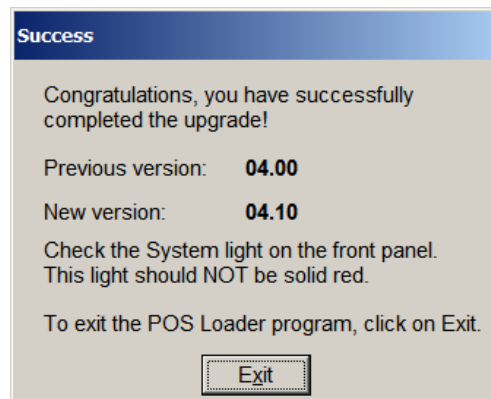 Success
Congratulations, you have successfully
completed the upgrade!
Previous version: 04.00
New version: 04.10
Check the System light on the front panel.
This light should NOT be solid red.
To exit the POS Loader program, click on Exit.
Exit